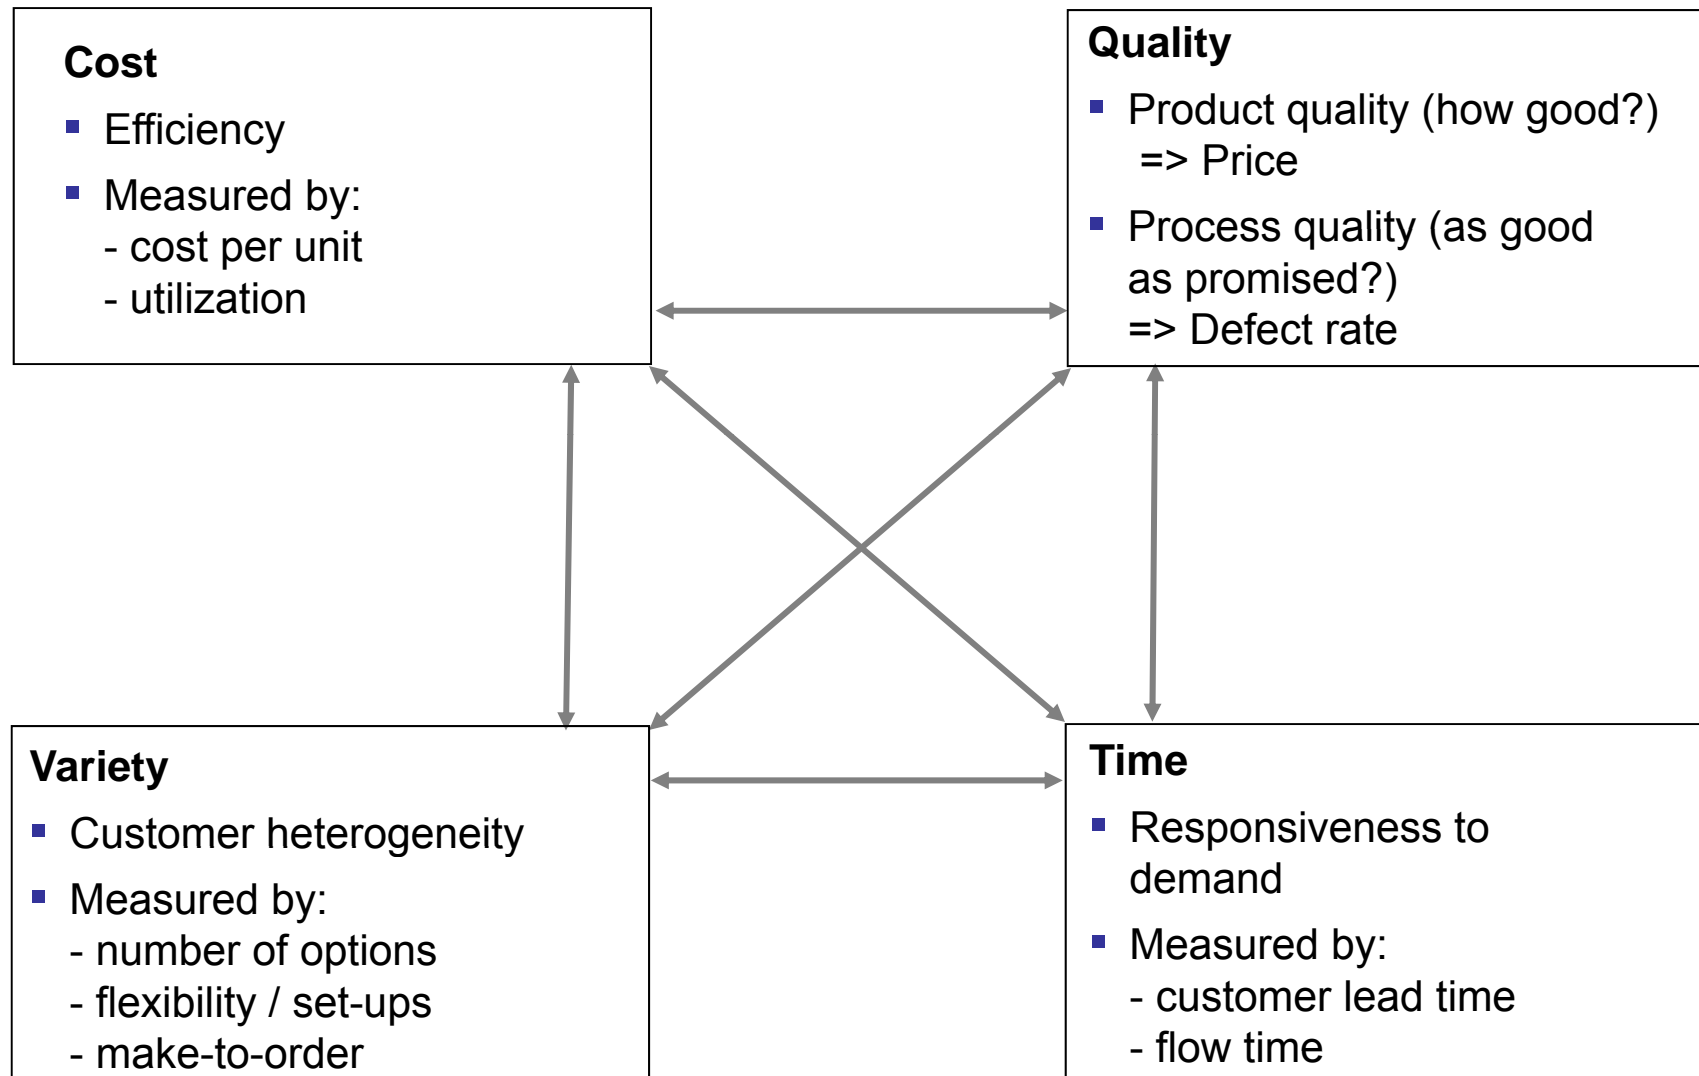 Cost
▪ Efficiency
▪ Measured by:
- cost per unit
- utilization
Quality
▪ Product quality (how good?)
=> Price
▪ Process quality (as good
as promised?)
=> Defect rate
Variety
▪ Customer heterogeneity
▪ Measured by:
- number of options
- flexibility / set-ups
- make-to-order
Time
▪ Responsiveness to
demand
▪ Measured by:
- customer lead time
- flow time